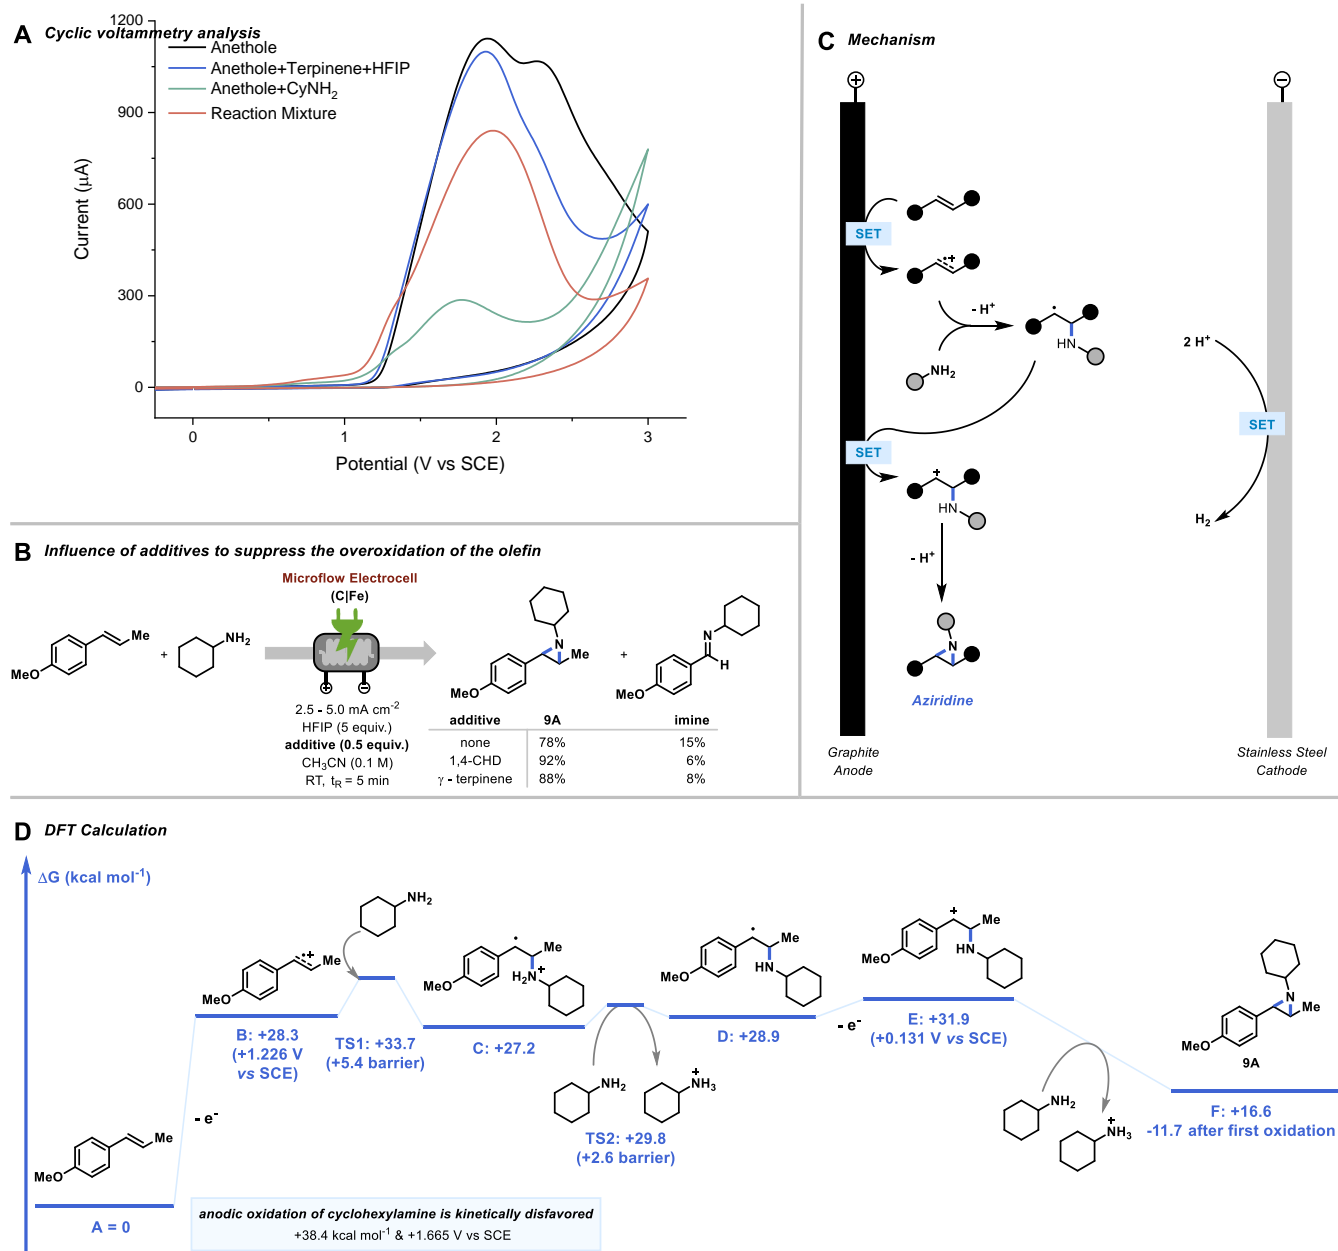 A Cyclic voltammetry analysis
1200
900
600
300
0
Current (μA)
Anethole
Anethole+Terpinene+HFIP
Anethole+CyNH2
Reaction Mixture
0 1 2 3
Potential (V vs SCE)
B Influence of additives to suppress the overoxidation of the olefin
Microflow Electrocell
(C|Fe)
Me
MeO
+
NH2
+
−
2.5 - 5.0 mA cm-2
HFIP (5 equiv.)
additive (0.5 equiv.)
CH3CN (0.1 M)
RT, tR = 5 min
N
Me
MeO
+
N
H
MeO
additive 9A imine
none 78% 15%
1,4-CHD 92% 6%
γ - terpinene 88% 8%
C Mechanism
+
−
SET
•+
- H+
•
HN
NH2
2 H+
SET
SET
+
HN
H2
- H+
N
Aziridine
Graphite
Anode
Stainless Steel
Cathode
D DFT Calculation
ΔG (kcal mol-1)
MeO
Me
A = 0
- e-
MeO
•+
Me
B: +28.3
(+1.226 V
vs SCE)
NH2
TS1: +33.7
(+5.4 barrier)
•
Me
H2N
+
MeO
C: +27.2
NH2
+
NH3
TS2: +29.8
(+2.6 barrier)
•
Me
HN
MeO
D: +28.9
- e-
+
Me
HN
MeO
E: +31.9
(+0.131 V vs SCE)
NH2
+
NH3
N
Me
MeO
9A
F: +16.6
-11.7 after first oxidation
anodic oxidation of cyclohexylamine is kinetically disfavored
+38.4 kcal mol-1 & +1.665 V vs SCE